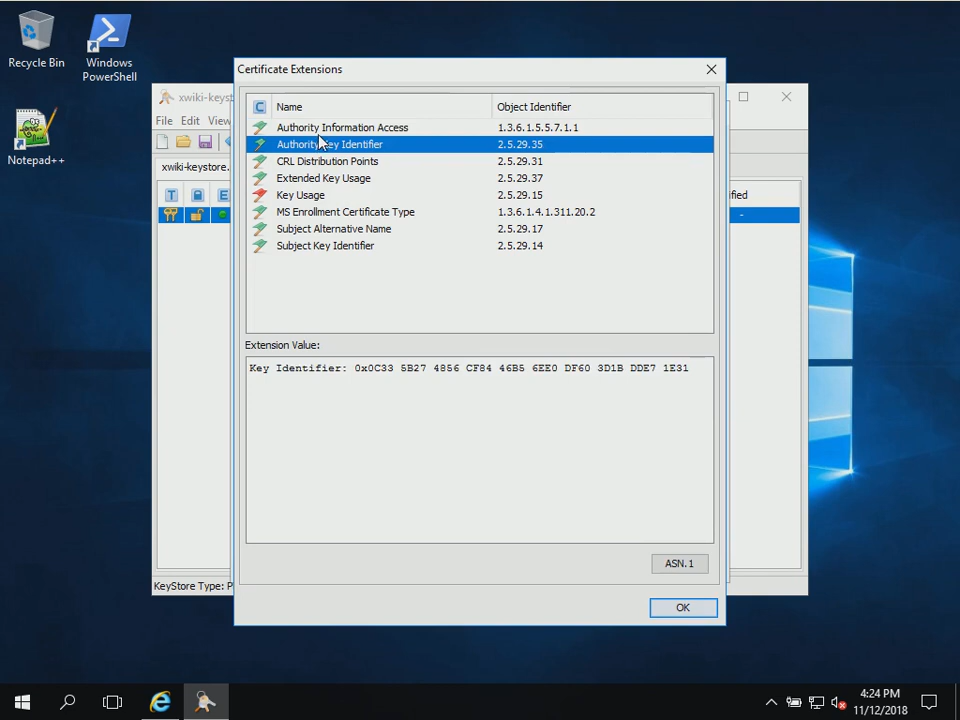 Recycle Bin
Windows
PowerShell
Notepad++
xwiki-keyst
File Edit View
xwiki-keystore.
T E
ified
-
KeyStore Type: P
Certificate Extensions
C Name Object Identifier
Authority Information Access 1.3.6.1.5.5.7.1.1
Authority Key Identifier 2.5.29.35
CRL Distribution Points 2.5.29.31
Extended Key Usage 2.5.29.37
Key Usage 2.5.29.15
MS Enrollment Certificate Type 1.3.6.1.4.1.311.20.2
Subject Alternative Name 2.5.29.17
Subject Key Identifier 2.5.29.14
Extension Value:
Key Identifier: 0x0C33 5B27 4856 CF84 46B5 6EE0 DF60 3D1B DDE7 1E31
ASN.1
OK
4:24 PM
11/12/2018